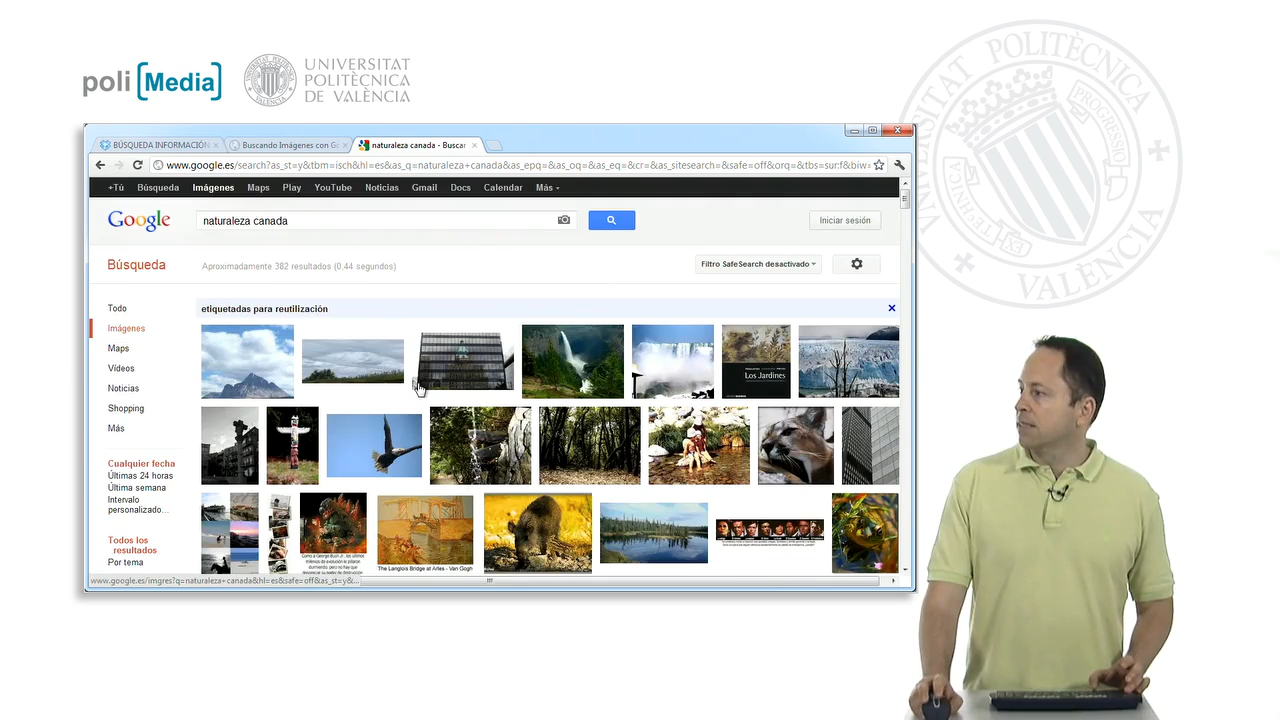 poli[Media]
UNIVERSITAT
POLITÈCNICA
DE VALÈNCIA
UNIVERSITAT POLITÈCNICA
VALÈNCIA
BÚSQUEDA INFORMACIÓN
Buscando Imágenes con Go
naturaleza canada - Buscar
www.google.es/search?as_st=y&tbm=isch&hl=es&as_q=naturaleza+canada&as_epq=&as_oq=&as_eq=&cr=&as_sitesearch=&safe=off&orq=&tbs=sur:f&biw=
+Tú Búsqueda Imágenes Maps Play YouTube Noticias Gmail Docs Calendar Más
Google
naturaleza canada
Iniciar sesión
Búsqueda
Aproximadamente 382 resultados (0,44 segundos)
Filtro SafeSearch desactivado
Todo
etiquetadas para reutilización
Imágenes
Maps
Vídeos
Noticias
Shopping
Más
Los Jardines
Cualquier fecha
Últimas 24 horas
Última semana
Intervalo
personalizado...
Todos los
resultados
Por tema
The Langlois Bridge at Arles - Van Gogh
www.google.es/imgres?q=naturaleza+canada&hl=es&safe=off&as_st=y&...